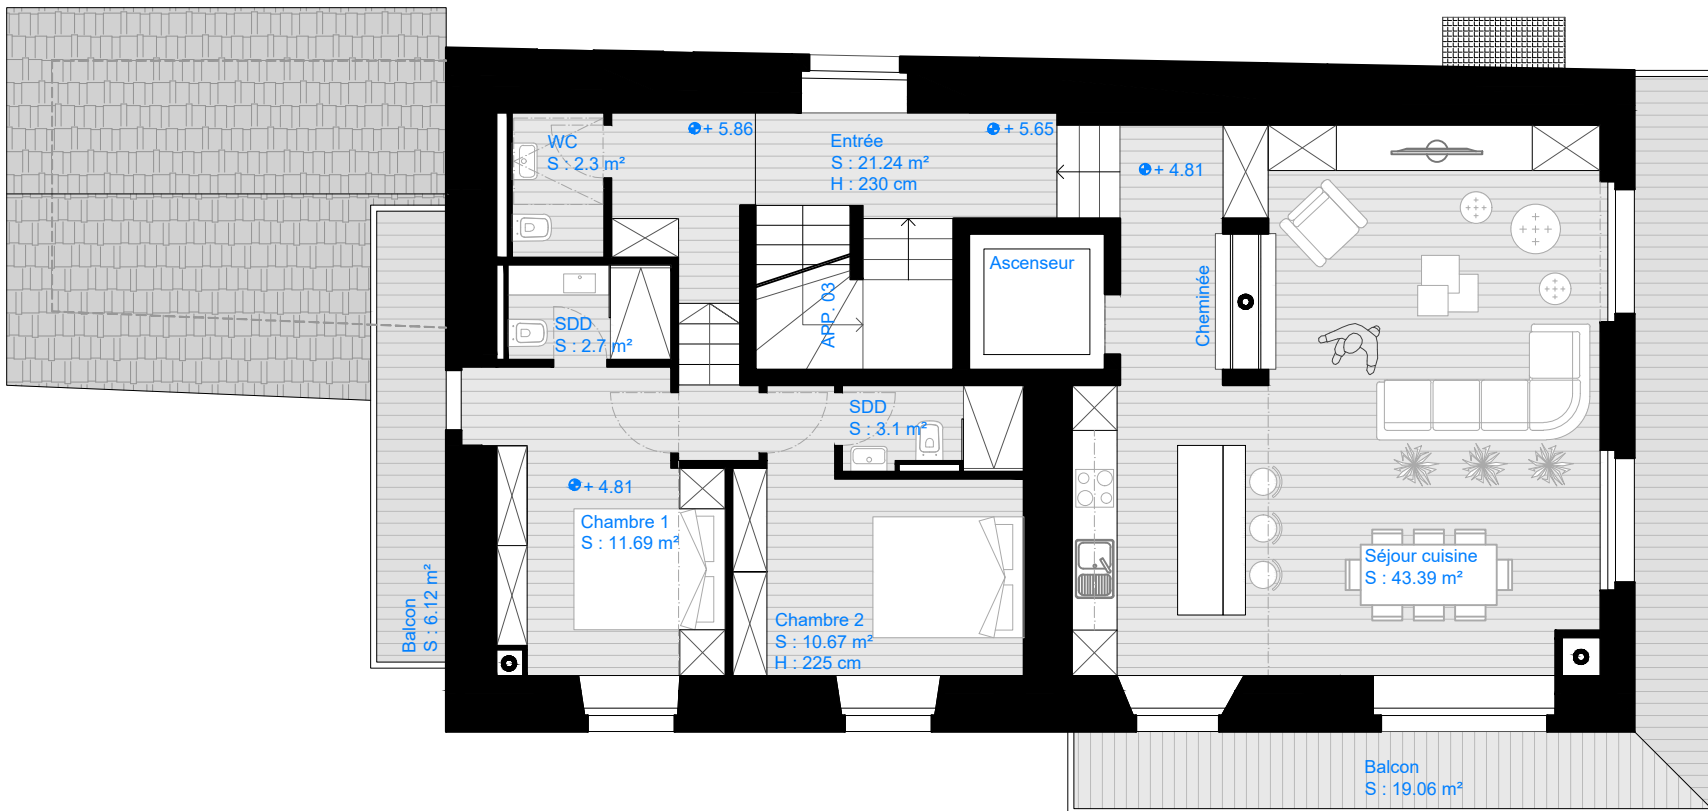 + 5.86
+ 5.65
WC
S : 2.3 m²
Entrée
S : 21.24 m²
H : 230 cm
+ 4.81
Ascenseur
Cheminée
APP. 03
SDD
S : 2.7 m²
SDD
S : 3.1 m²
+ 4.81
Chambre 1
S : 11.69 m²
Chambre 2
S : 10.67 m²
H : 225 cm
Séjour cuisine
S : 43.39 m²
Balcon
S : 6.12 m²
Balcon
S : 19.06 m²